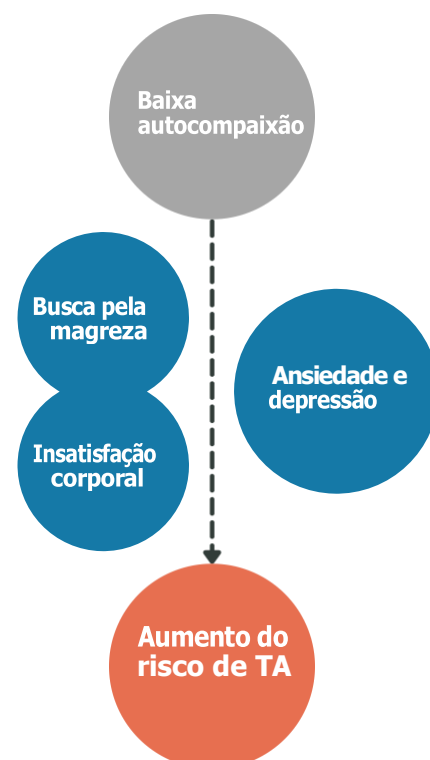 Baixa
autocompaixão
Busca pela
magreza
Ansiedade e
depressão
Insatisfação
corporal
Aumento do
risco de TA